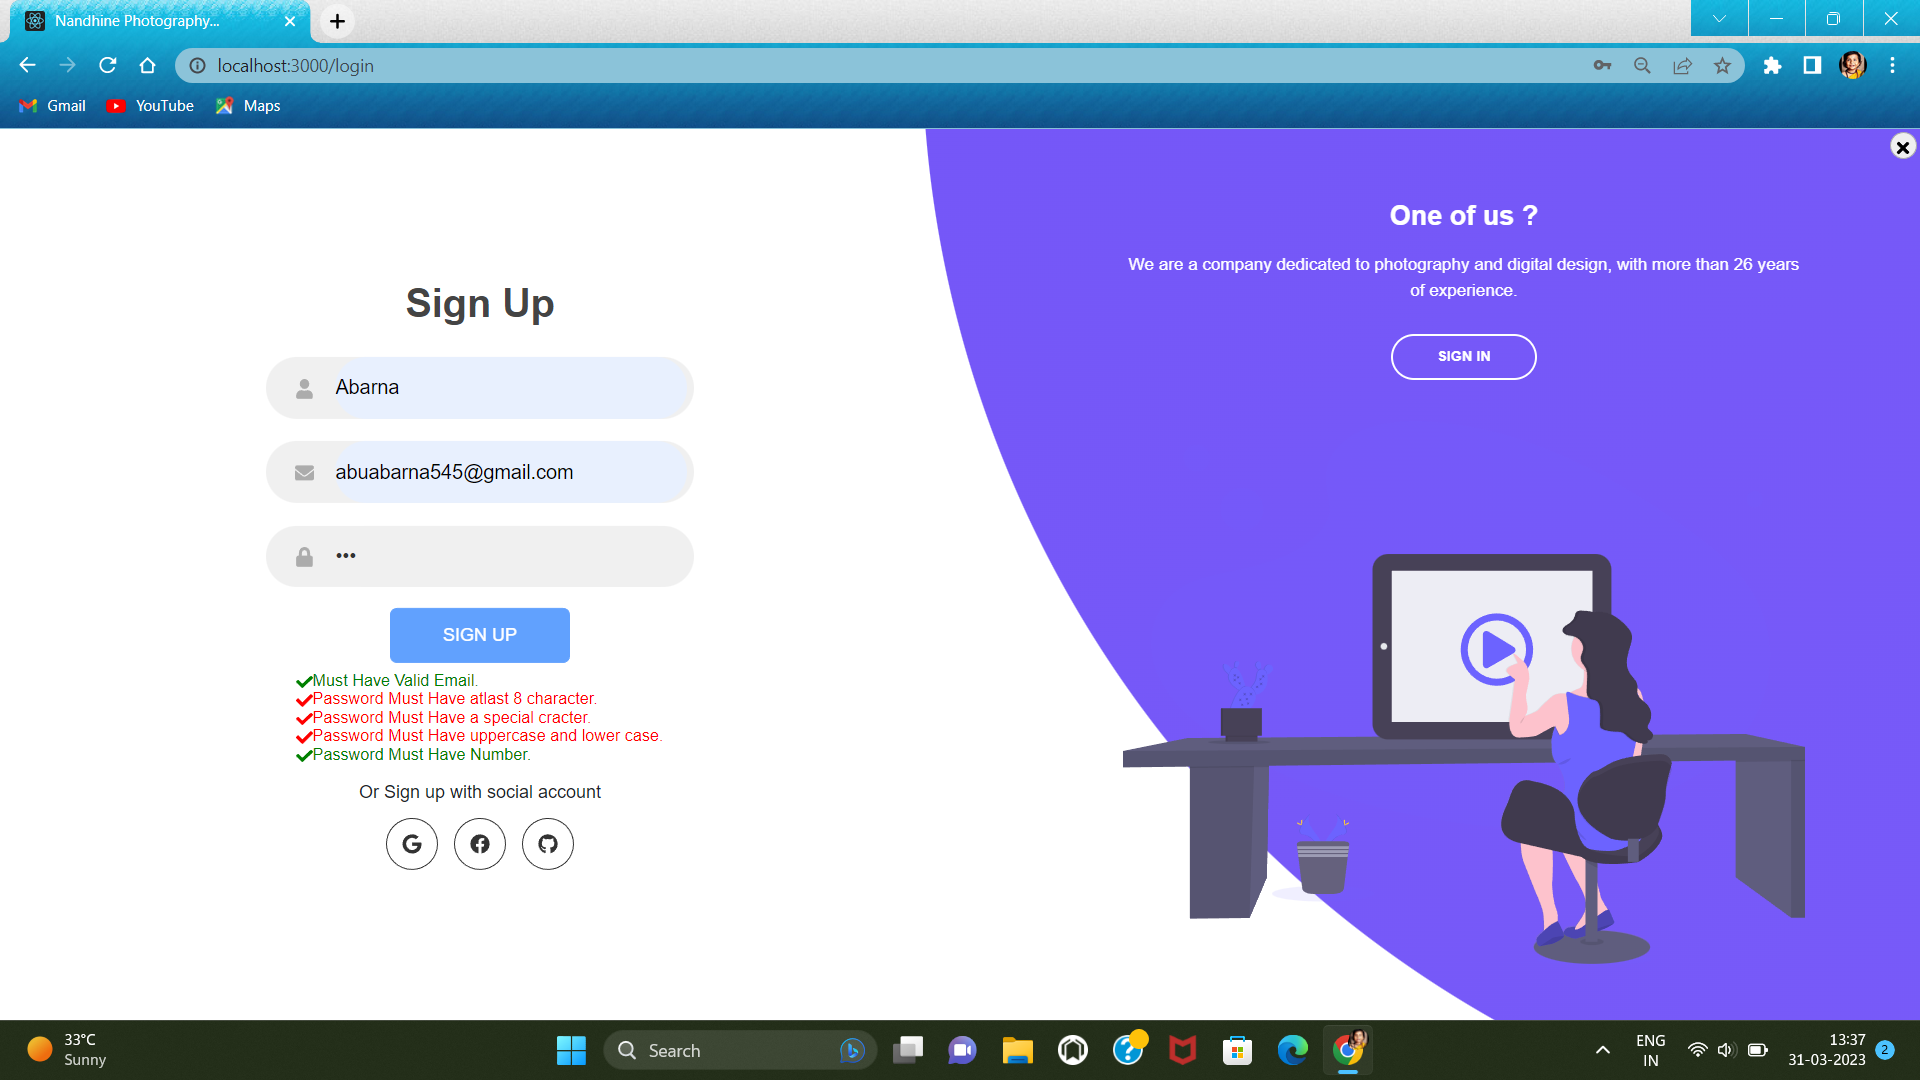 Nandhine Photography...
localhost:3000/login
Gmail
YouTube
Maps
Sign Up
Abarna
abuabarna545@gmail.com
•••
SIGN UP
Must Have Valid Email.
Password Must Have atlast 8 character.
Password Must Have a special cracter.
Password Must Have uppercase and lower case.
Password Must Have Number.
Or Sign up with social account
One of us ?
We are a company dedicated to photography and digital design, with more than 26 years
of experience.
SIGN IN
33°C
Sunny
Search
ENG
IN
13:37
31-03-2023
2